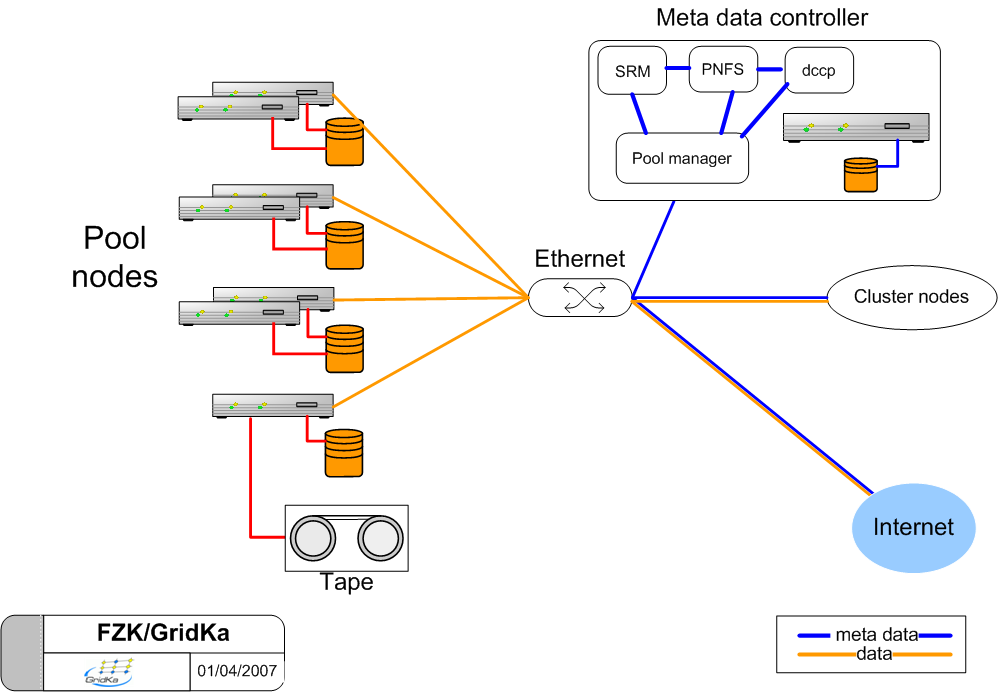 Meta data controller
SRM
PNFS
dccp
Pool manager
Pool
nodes
Ethernet
Cluster nodes
Internet
Tape
FZK/GridKa
GridKa
01/04/2007
meta data
data